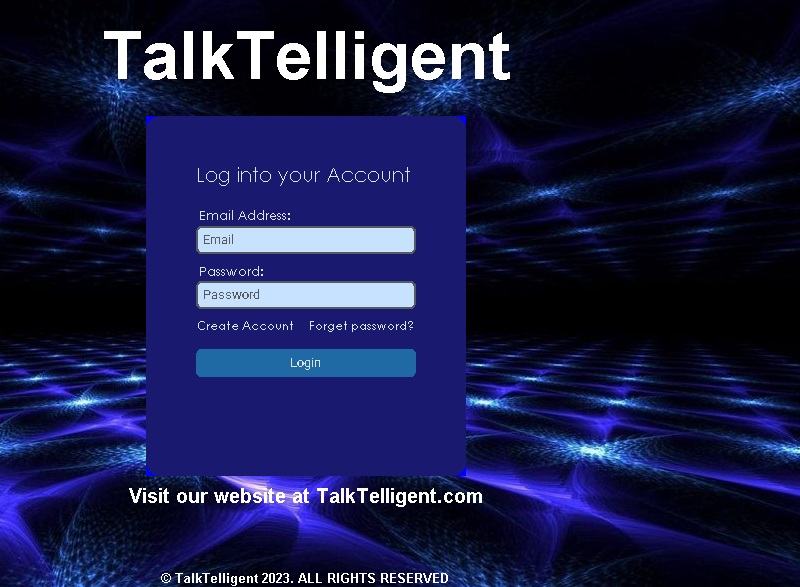 TalkTelligent
Log into your Account
Email Address:
Email
Password:
Password
Create Account Forget password?
Login
Visit our website at TalkTelligent.com
© TalkTelligent 2023. ALL RIGHTS RESERVED